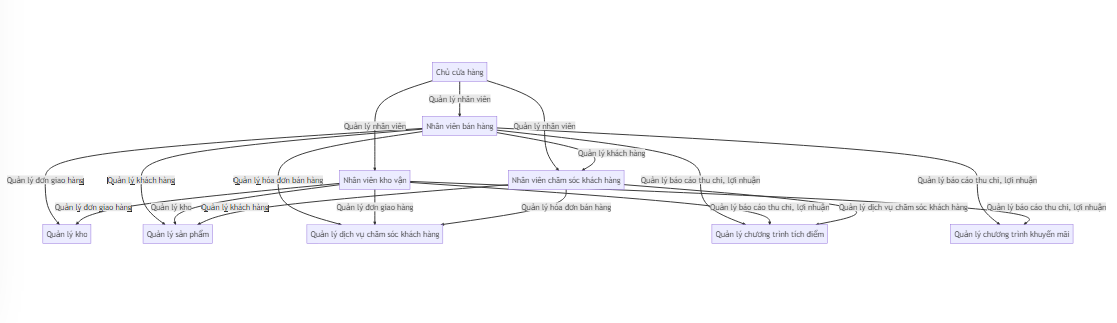 Chủ cửa hàng
Quản lý nhân viên
Quản lý nhân viên
Nhân viên bán hàng
Quản lý nhân viên
Quản lý khách hàng
Quản lý đơn giao hàng
Quản lý khách hàng
Quản lý hóa đơn bán hàng
Nhân viên kho vận
Nhân viên chăm sóc khách hàng
Quản lý báo cáo thu chi, lợi nhuận
Quản lý báo cáo thu chi, lợi nhuận
Quản lý đơn giao hàng
Quản lý kho
Quản lý khách hàng
Quản lý đơn giao hàng
Quản lý hóa đơn bán hàng
Quản lý báo cáo thu chi, lợi nhuận
Quản lý dịch vụ chăm sóc khách hàng
Quản lý báo cáo thu chi, lợi nhuận
Quản lý kho
Quản lý sản phẩm
Quản lý dịch vụ chăm sóc khách hàng
Quản lý chương trình tích điểm
Quản lý chương trình khuyến mãi